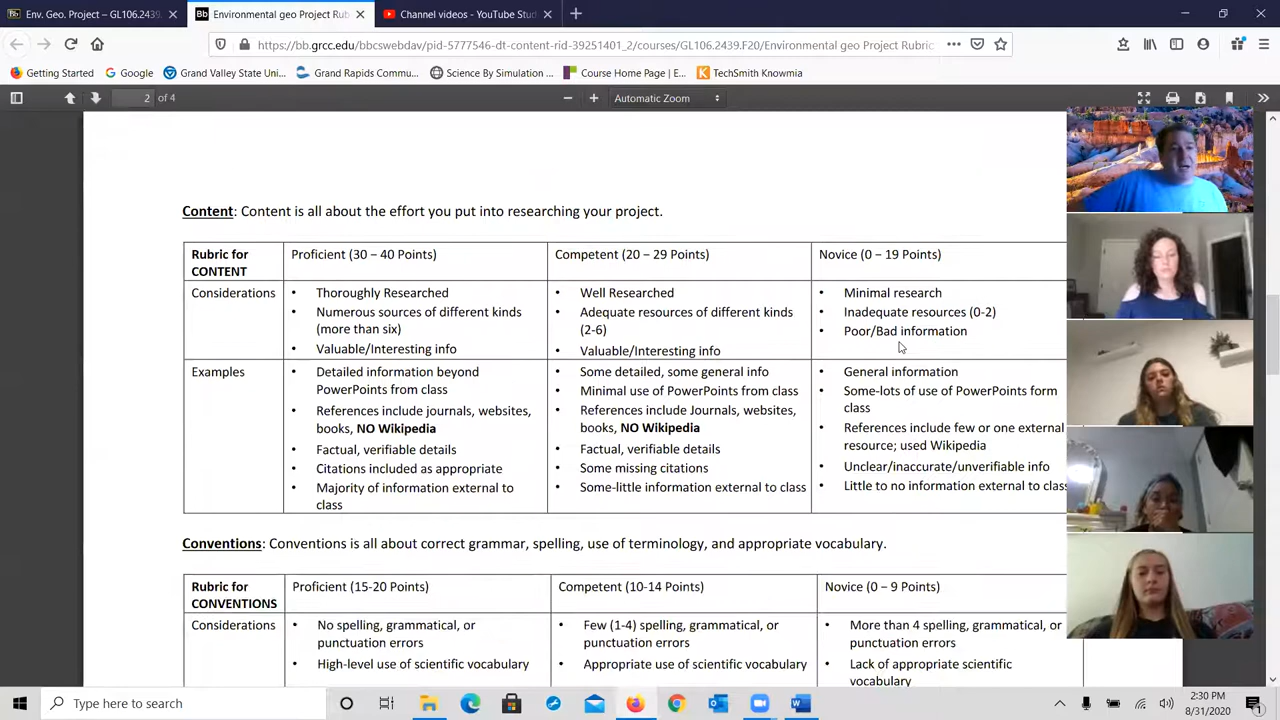 Env. Geo. Project – GL106.2439.
Environmental geo Project Rub
Channel videos - YouTube Stud
https://bb.grcc.edu/bbcswebdav/pid-5777546-dt-content-rid-39251401_2/courses/GL106.2439.F20/Environmental geo Project Rubric
Getting Started
Google
Grand Valley State Uni...
Grand Rapids Commu...
Science By Simulation ...
Course Home Page | E...
TechSmith Knowmia
2 of 4
Automatic Zoom
Content: Content is all about the effort you put into researching your project.
Rubric for
CONTENT
Proficient (30 – 40 Points)
Competent (20 – 29 Points)
Novice (0 – 19 Points)
Considerations
• Thoroughly Researched
• Numerous sources of different kinds
(more than six)
• Valuable/Interesting info
• Well Researched
• Adequate resources of different kinds
(2-6)
• Valuable/Interesting info
• Minimal research
• Inadequate resources (0-2)
• Poor/Bad information
Examples
• Detailed information beyond
PowerPoints from class
• References include journals, websites,
books, NO Wikipedia
• Factual, verifiable details
• Citations included as appropriate
• Majority of information external to
class
• Some detailed, some general info
• Minimal use of PowerPoints from class
• References include Journals, websites,
books, NO Wikipedia
• Factual, verifiable details
• Some missing citations
• Some-little information external to class
• General information
• Some-lots of use of PowerPoints form
class
• References include few or one external
resource; used Wikipedia
• Unclear/inaccurate/unverifiable info
• Little to no information external to class
Conventions: Conventions is all about correct grammar, spelling, use of terminology, and appropriate vocabulary.
Rubric for
CONVENTIONS
Proficient (15-20 Points)
Competent (10-14 Points)
Novice (0 – 9 Points)
Considerations
• No spelling, grammatical, or
punctuation errors
• High-level use of scientific vocabulary
• Few (1-4) spelling, grammatical, or
punctuation errors
• Appropriate use of scientific vocabulary
• More than 4 spelling, grammatical, or
punctuation errors
• Lack of appropriate scientific
vocabulary
Type here to search
2:30 PM
8/31/2020